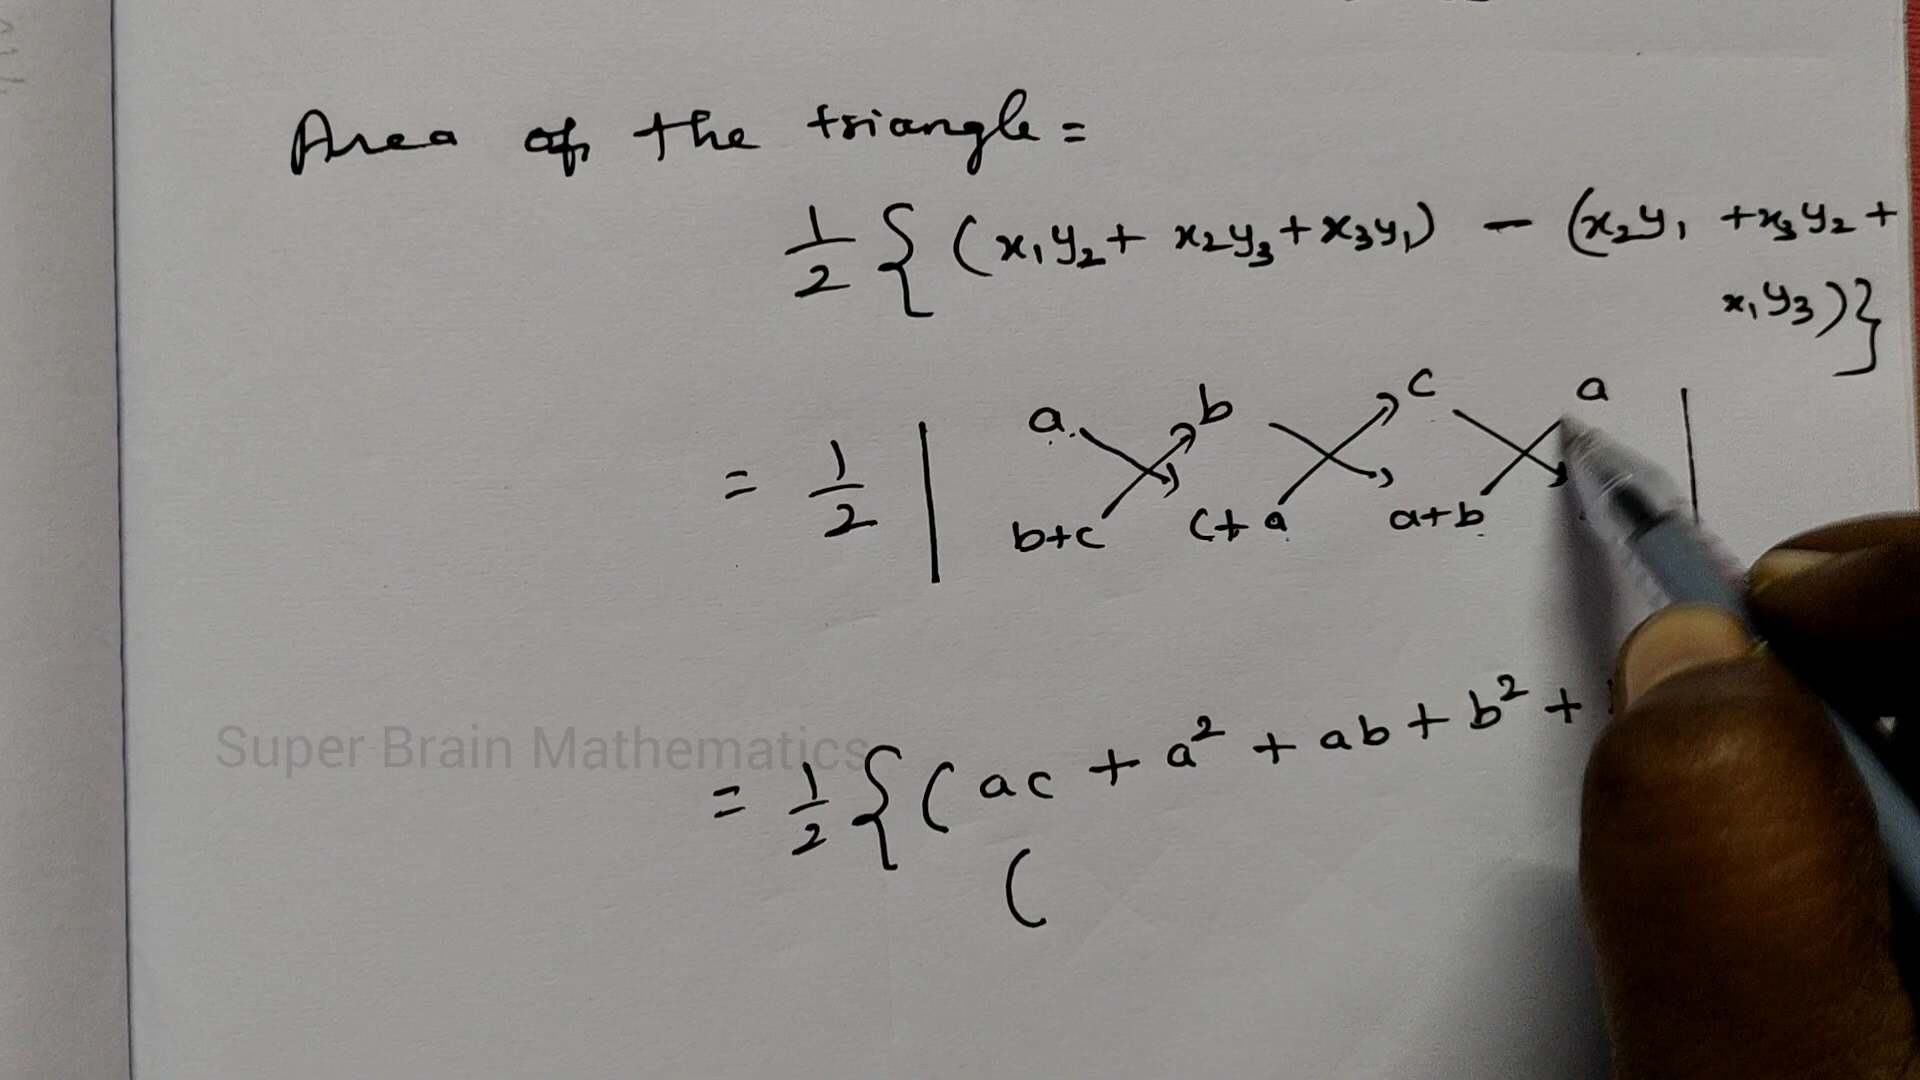 Area of the triangle =
1/2 { (x₁y₂ + x₂y₃ + x₃y₁) − (x₂y₁ + x₃y₂ +
x₁y₃) }
a b c a
= 1/2 | |
b+c c+a a+b
Super Brain Mathematics
= 1/2 { ( ac + a² + ab + b² +
(